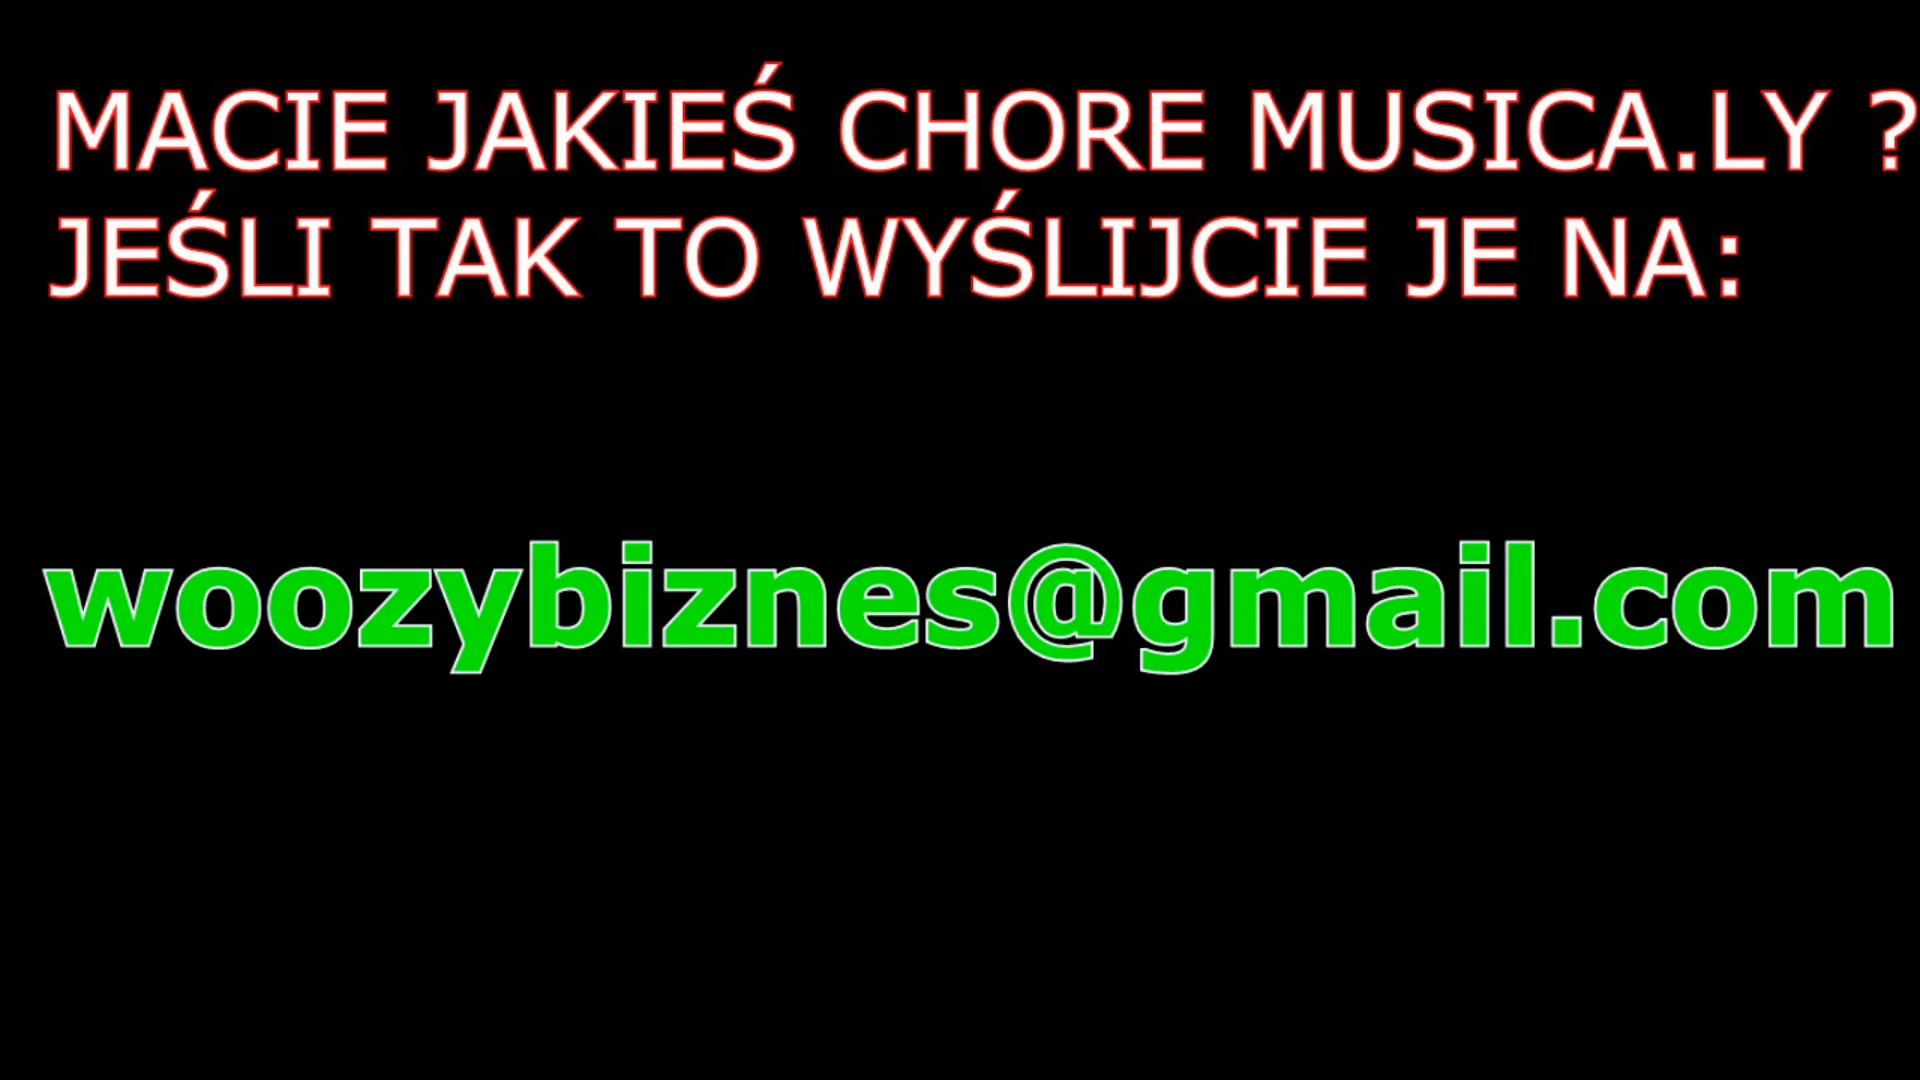 MACIE JAKIEŚ CHORE MUSICA.LY ?
JEŚLI TAK TO WYŚLIJCIE JE NA:
woozybiznes@gmail.com